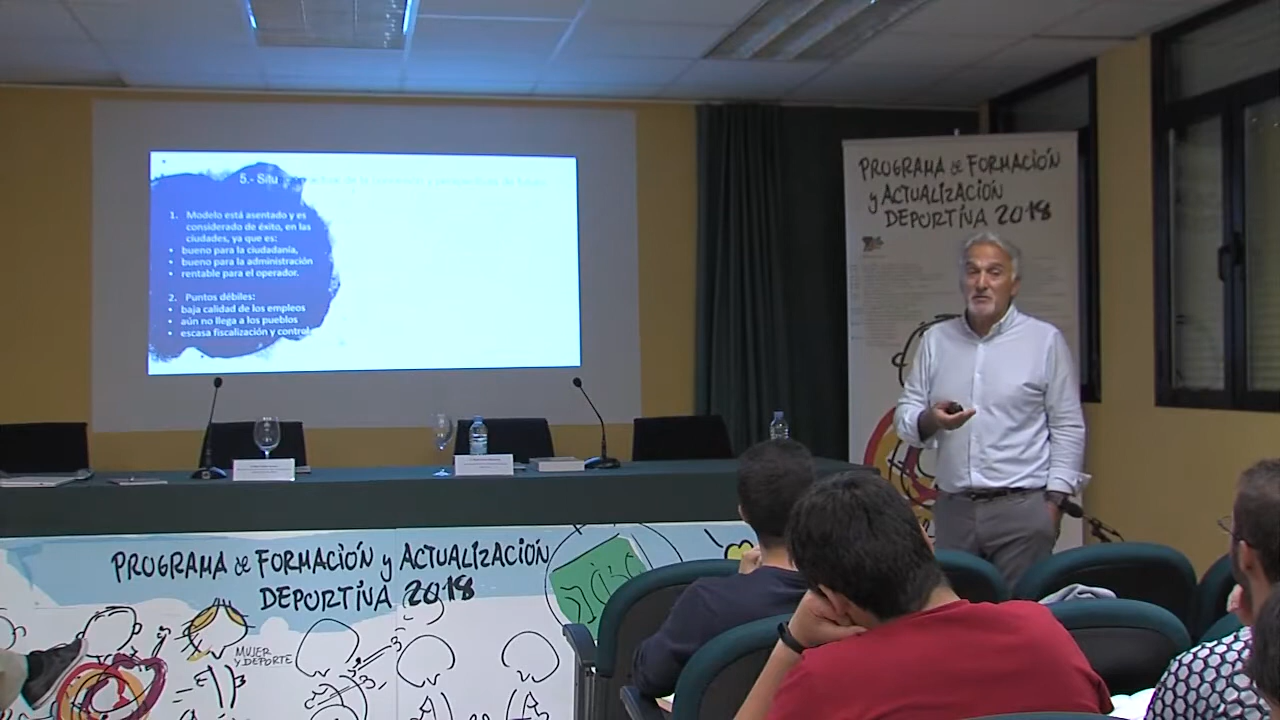 5.- Situ
1. Modelo está asentado y es
considerado de éxito, en las
ciudades, ya que es:
• bueno para la ciudadanía,
• bueno para la administración
• rentable para el operador.
2. Puntos débiles:
• baja calidad de los empleos
• aún no llega a los pueblos
• escasa fiscalización y control
PROGRAMA de FORMACIÓN
y ACTUALIZACIÓN
DEPORTIVA 2018
PROGRAMA de FORMACIÓN y ACTUALIZACIÓN
DEPORTIVA 2018
MUJER
Y DEPORTE